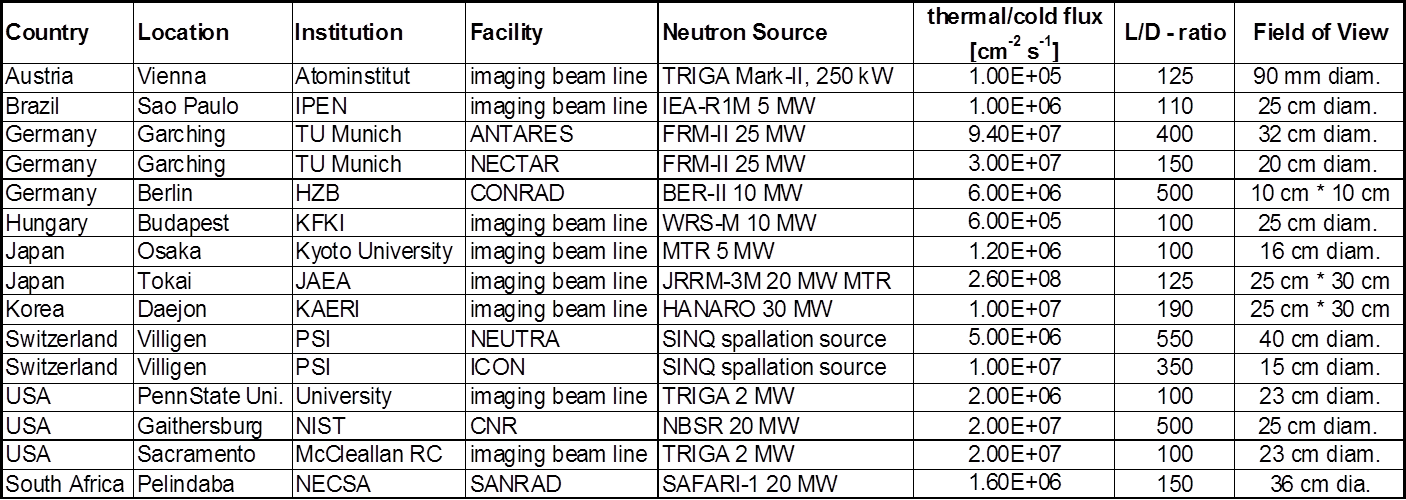 Country Location Institution Facility Neutron Source thermal/cold flux [cm-2 s-1] L/D - ratio Field of View
Austria Vienna Atominstitut imaging beam line TRIGA Mark-II, 250 kW 1.00E+05 125 90 mm diam.
Brazil Sao Paulo IPEN imaging beam line IEA-R1M 5 MW 1.00E+06 110 25 cm diam.
Germany Garching TU Munich ANTARES FRM-II 25 MW 9.40E+07 400 32 cm diam.
Germany Garching TU Munich NECTAR FRM-II 25 MW 3.00E+07 150 20 cm diam.
Germany Berlin HZB CONRAD BER-II 10 MW 6.00E+06 500 10 cm * 10 cm
Hungary Budapest KFKI imaging beam line WRS-M 10 MW 6.00E+05 100 25 cm diam.
Japan Osaka Kyoto University imaging beam line MTR 5 MW 1.20E+06 100 16 cm diam.
Japan Tokai JAEA imaging beam line JRRM-3M 20 MW MTR 2.60E+08 125 25 cm * 30 cm
Korea Daejon KAERI imaging beam line HANARO 30 MW 1.00E+07 190 25 cm * 30 cm
Switzerland Villigen PSI NEUTRA SINQ spallation source 5.00E+06 550 40 cm diam.
Switzerland Villigen PSI ICON SINQ spallation source 1.00E+07 350 15 cm diam.
USA PennState Uni. University imaging beam line TRIGA 2 MW 2.00E+06 100 23 cm diam.
USA Gaithersburg NIST CNR NBSR 20 MW 2.00E+07 500 25 cm diam.
USA Sacramento McCleallan RC imaging beam line TRIGA 2 MW 2.00E+07 100 23 cm diam.
South Africa Pelindaba NECSA SANRAD SAFARI-1 20 MW 1.60E+06 150 36 cm dia.